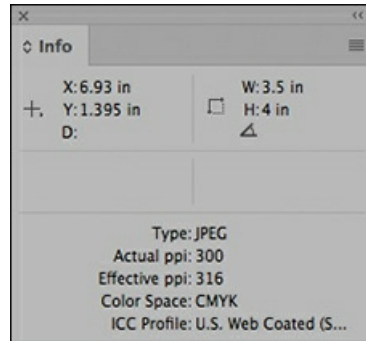 Info
X: 6.93 in
Y: 1.395 in
D:
W: 3.5 in
H: 4 in
Type: JPEG
Actual ppi: 300
Effective ppi: 316
Color Space: CMYK
ICC Profile: U.S. Web Coated (S...